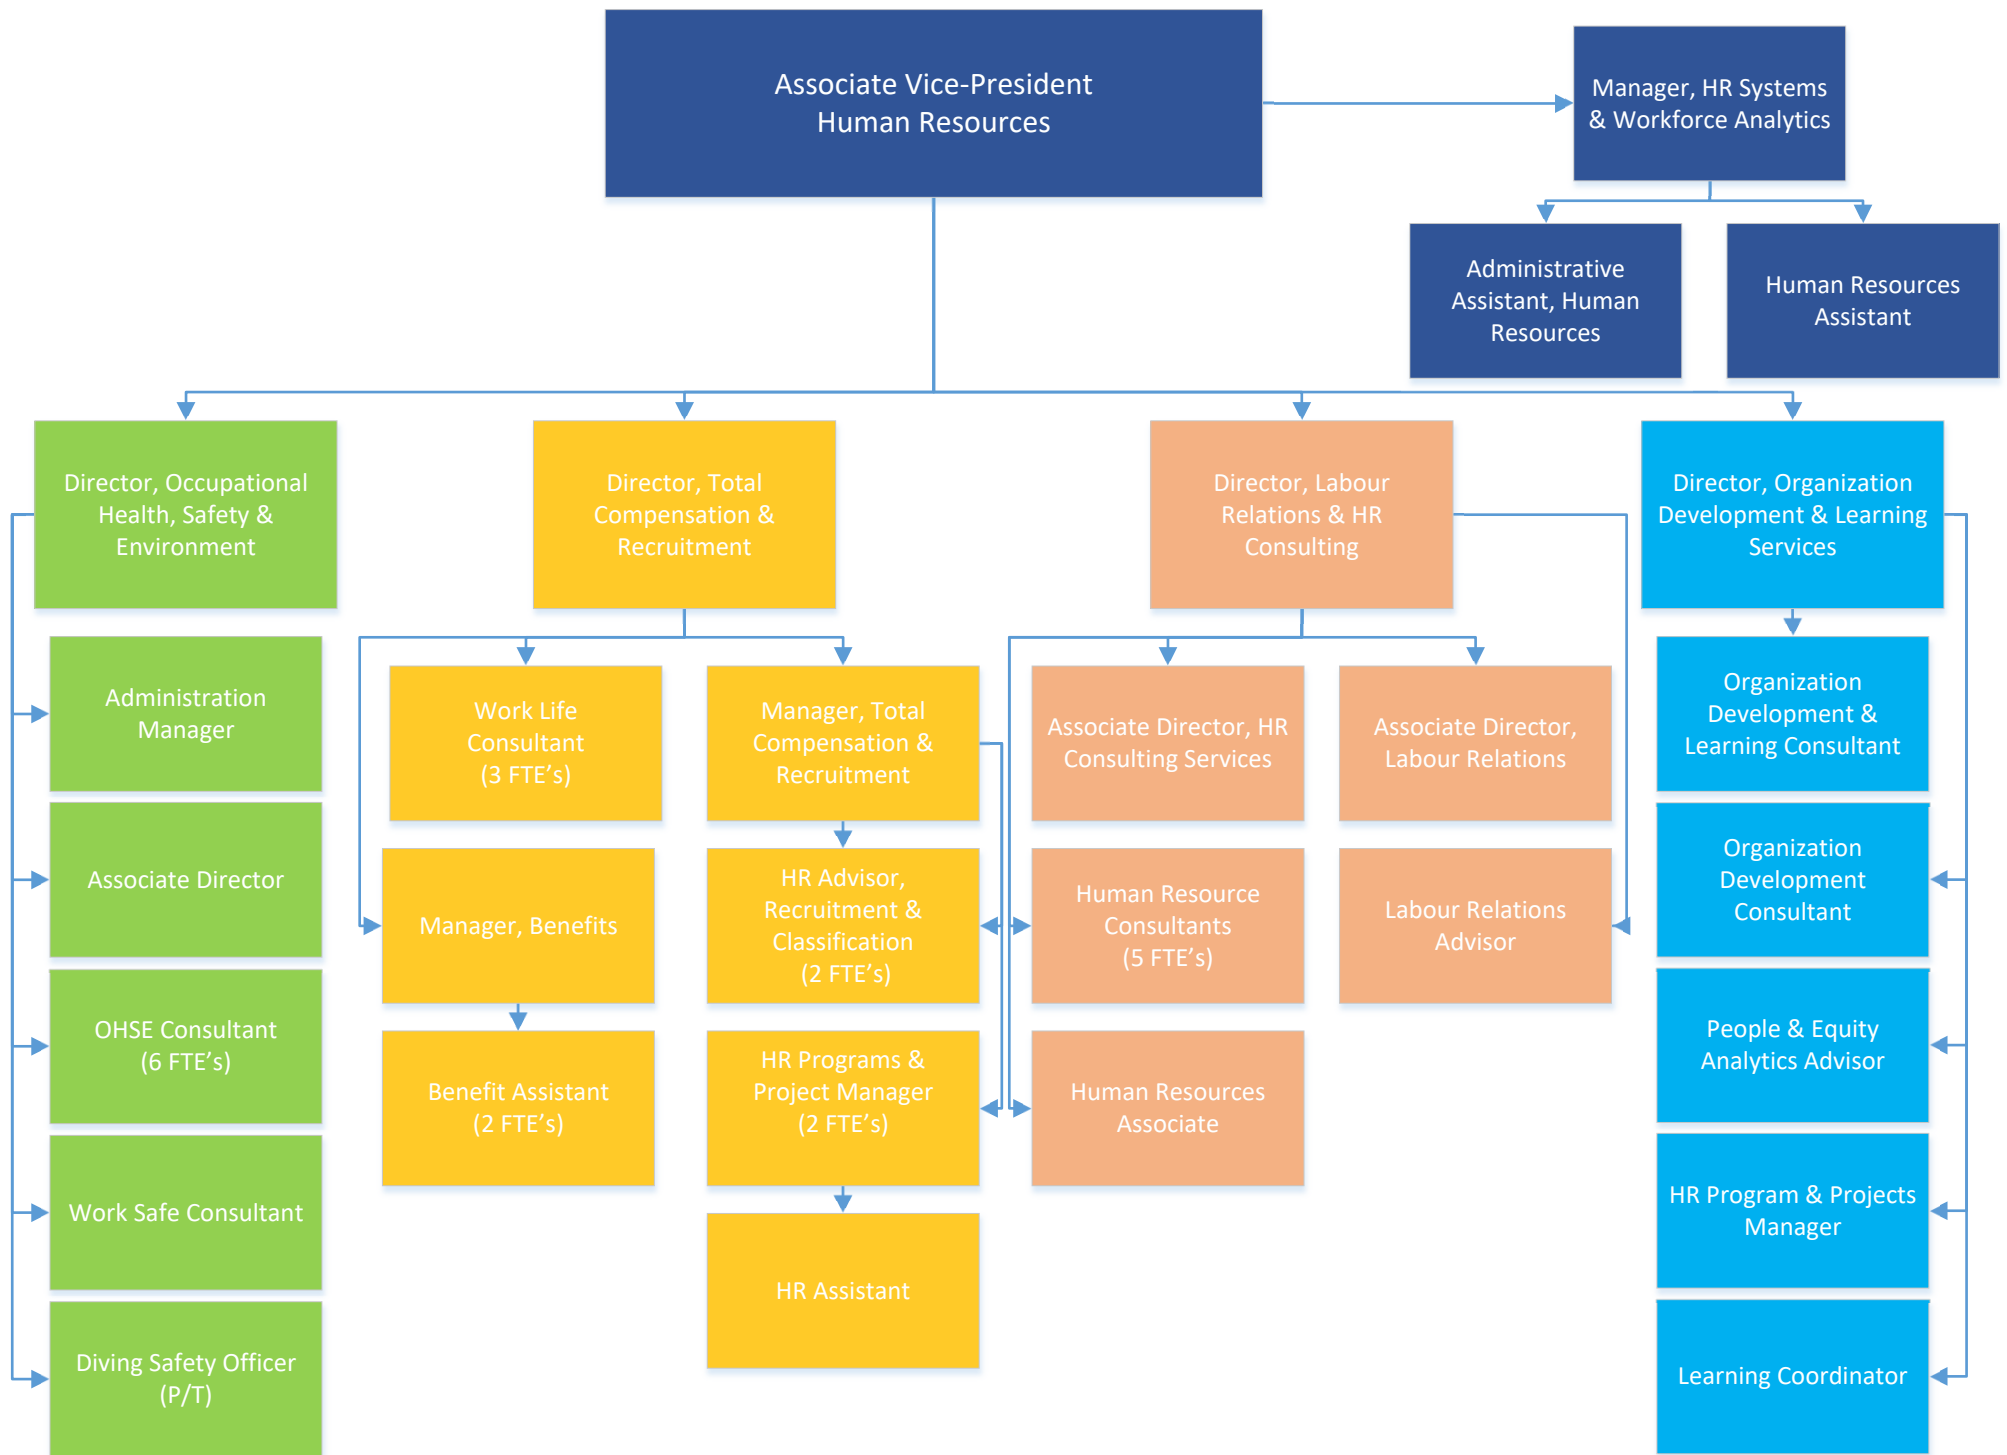 Associate Vice-President
Human Resources
Manager, HR Systems
& Workforce Analytics
Administrative
Assistant, Human
Resources
Human Resources
Assistant
Director, Occupational
Health, Safety &
Environment
Director, Total
Compensation &
Recruitment
Director, Labour
Relations & HR
Consulting
Director, Organization
Development & Learning
Services
Administration
Manager
Associate Director
OHSE Consultant
(6 FTE’s)
Work Safe Consultant
Diving Safety Officer
(P/T)
Work Life
Consultant
(3 FTE’s)
Manager, Benefits
Benefit Assistant
(2 FTE’s)
Manager, Total
Compensation &
Recruitment
HR Advisor,
Recruitment &
Classification
(2 FTE’s)
HR Programs &
Project Manager
(2 FTE’s)
HR Assistant
Associate Director, HR
Consulting Services
Human Resource
Consultants
(5 FTE’s)
Human Resources
Associate
Associate Director,
Labour Relations
Labour Relations
Advisor
Organization
Development &
Learning Consultant
Organization
Development
Consultant
People & Equity
Analytics Advisor
HR Program & Projects
Manager
Learning Coordinator